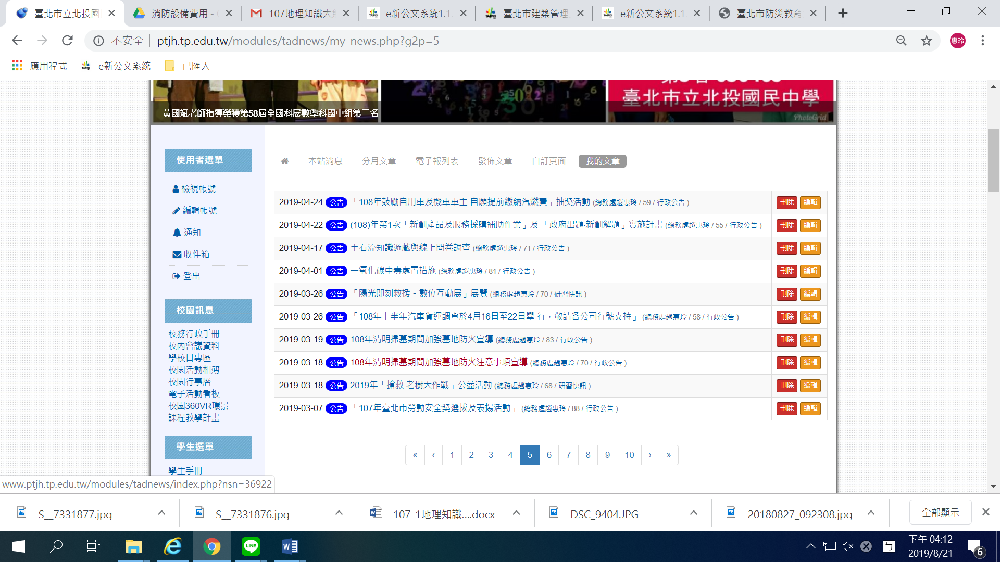 臺北市立北投國
消防設備費用 -
107地理知識大
e新公文系統1.1.
臺北市建築管理
e新公文系統1.1.
臺北市防災教育
不安全 | ptjh.tp.edu.tw/modules/tadnews/my_news.php?g2p=5
惠玲
應用程式
e新公文系統
已匯入
黃國斌老師指導榮獲第58屆全國科展數學科國中組第三名
臺北市立北投國民中學
PhotoGrid
使用者選單
檢視帳號
編輯帳號
通知
收件箱
登出
校園訊息
校務行政手冊
校內會議資料
學校日專區
校園活動相簿
校園行事曆
電子活動看板
校園360VR環景
課程教學計畫
學生選單
學生手冊
本站消息 分月文章 電子報列表 發佈文章 自訂頁面 我的文章
2019-04-24 公告 「108年鼓勵自用車及機車車主 自願提前繳納汽燃費」抽獎活動 (總務處趙惠玲 / 59 / 行政公告 ) 刪除 編輯
2019-04-22 公告 (108)年第1次「新創產品及服務採購補助作業」及 「政府出題‧新創解題」實施計畫 (總務處趙惠玲 / 55 / 行政公告 ) 刪除 編輯
2019-04-17 公告 土石流知識遊戲與線上問卷調查 (總務處趙惠玲 / 71 / 行政公告 ) 刪除 編輯
2019-04-01 公告 一氧化碳中毒處置措施 (總務處趙惠玲 / 81 / 行政公告 ) 刪除 編輯
2019-03-26 公告 「陽光即刻救援－數位互動展」展覽 (總務處趙惠玲 / 70 / 研習快訊 ) 刪除 編輯
2019-03-26 公告 「108年上半年汽車貨運調查於4月16日至22日舉 行，敬請各公司行號支持」 (總務處趙惠玲 / 58 / 行政公告 ) 刪除 編輯
2019-03-19 公告 108年清明掃墓期間加強墓地防火宣導 (總務處趙惠玲 / 83 / 行政公告 ) 刪除 編輯
2019-03-18 公告 108年清明掃墓期間加強墓地防火注意事項宣導 (總務處趙惠玲 / 70 / 行政公告 ) 刪除 編輯
2019-03-18 公告 2019年「搶救 老樹大作戰」公益活動 (總務處趙惠玲 / 68 / 研習快訊 ) 刪除 編輯
2019-03-07 公告 「107年臺北市勞動安全獎選拔及表揚活動」 (總務處趙惠玲 / 88 / 行政公告 ) 刪除 編輯
« ‹ 1 2 3 4 5 6 7 8 9 10 › »
www.ptjh.tp.edu.tw/modules/tadnews/index.php?nsn=36922
S__7331877.jpg
S__7331876.jpg
107-1地理知識....docx
DSC_9404.JPG
20180827_092308.jpg
全部顯示
LINE
ㄅ
下午 04:12
2019/8/21
6